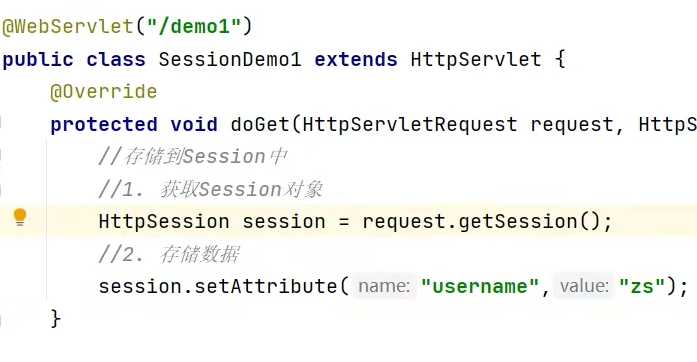 @WebServlet("/demo1")
public class SessionDemo1 extends HttpServlet {
@Override
protected void doGet(HttpServletRequest request, HttpS
//存储到Session中
//1. 获取Session对象
HttpSession session = request.getSession();
//2. 存储数据
session.setAttribute( name: "username", value: "zs");
}